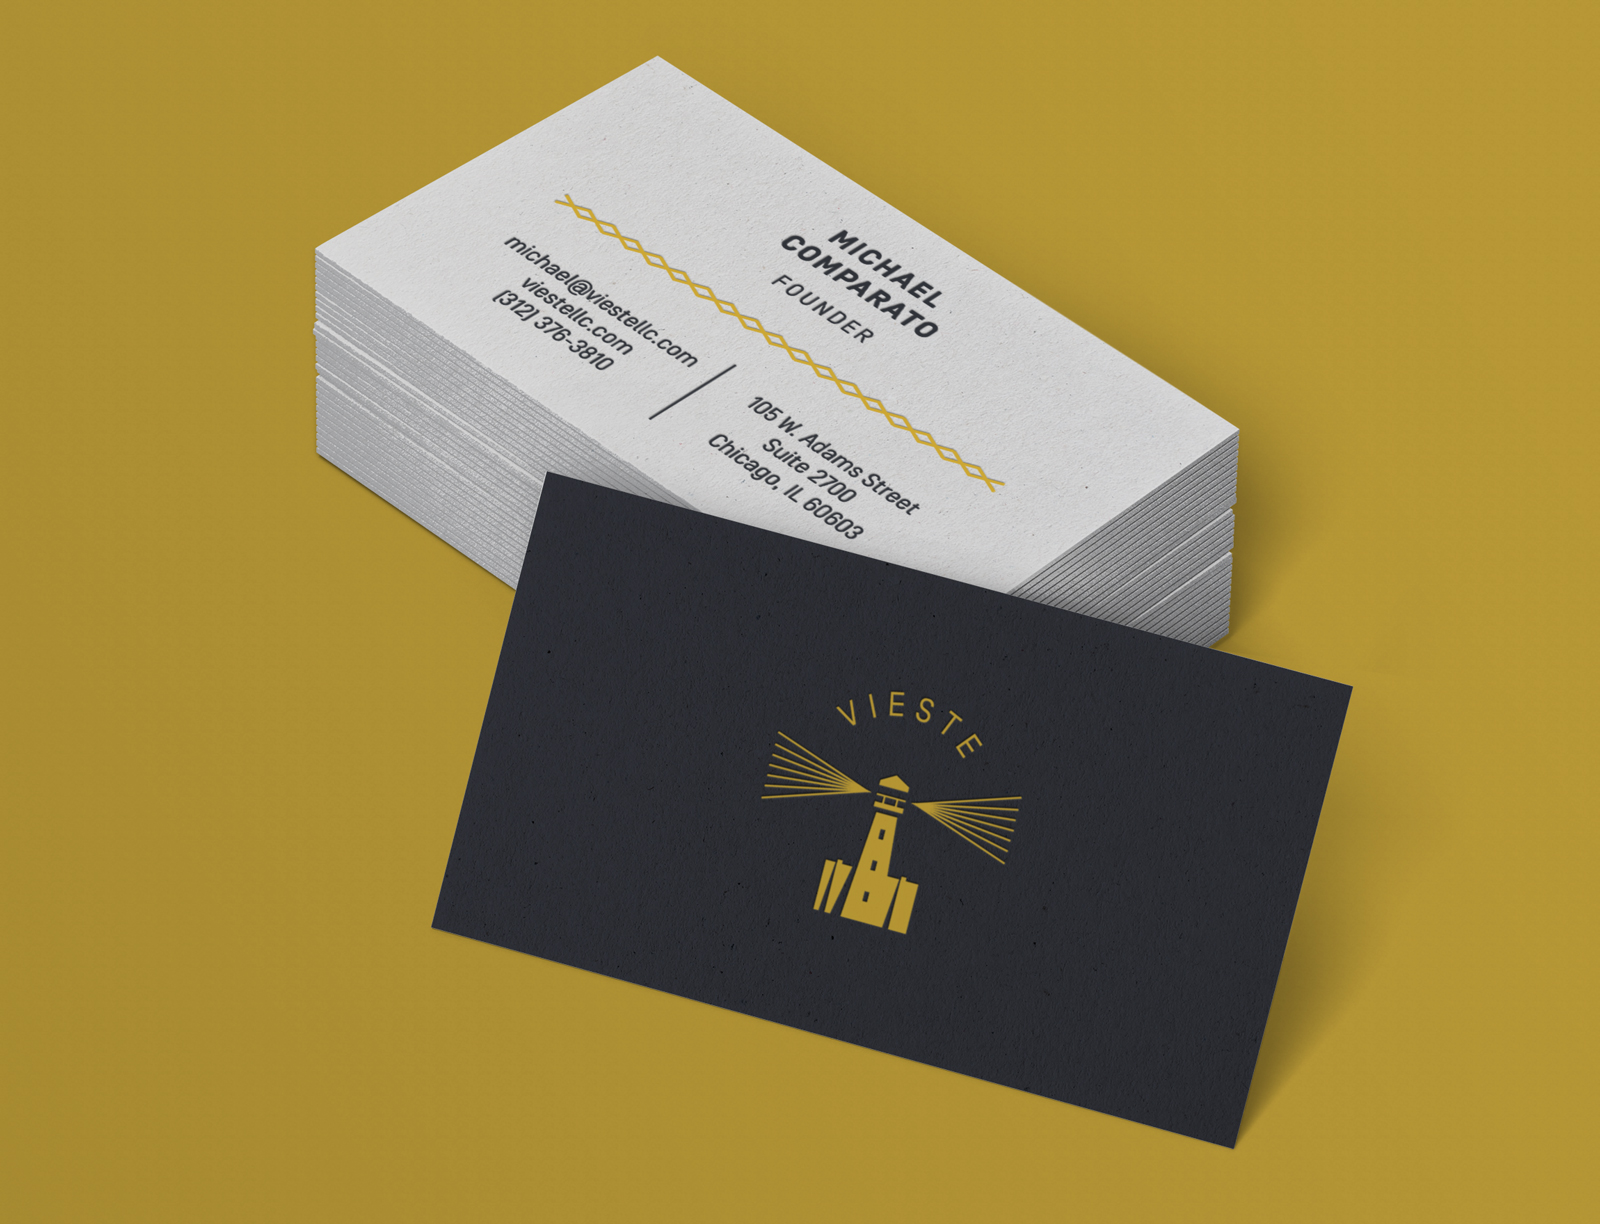 MICHAEL
COMPARATO
FOUNDER
michael@viestellc.com
viestellc.com
(312) 376-3810
105 W. Adams Street
Suite 2700
Chicago, IL 60603
VIESTE